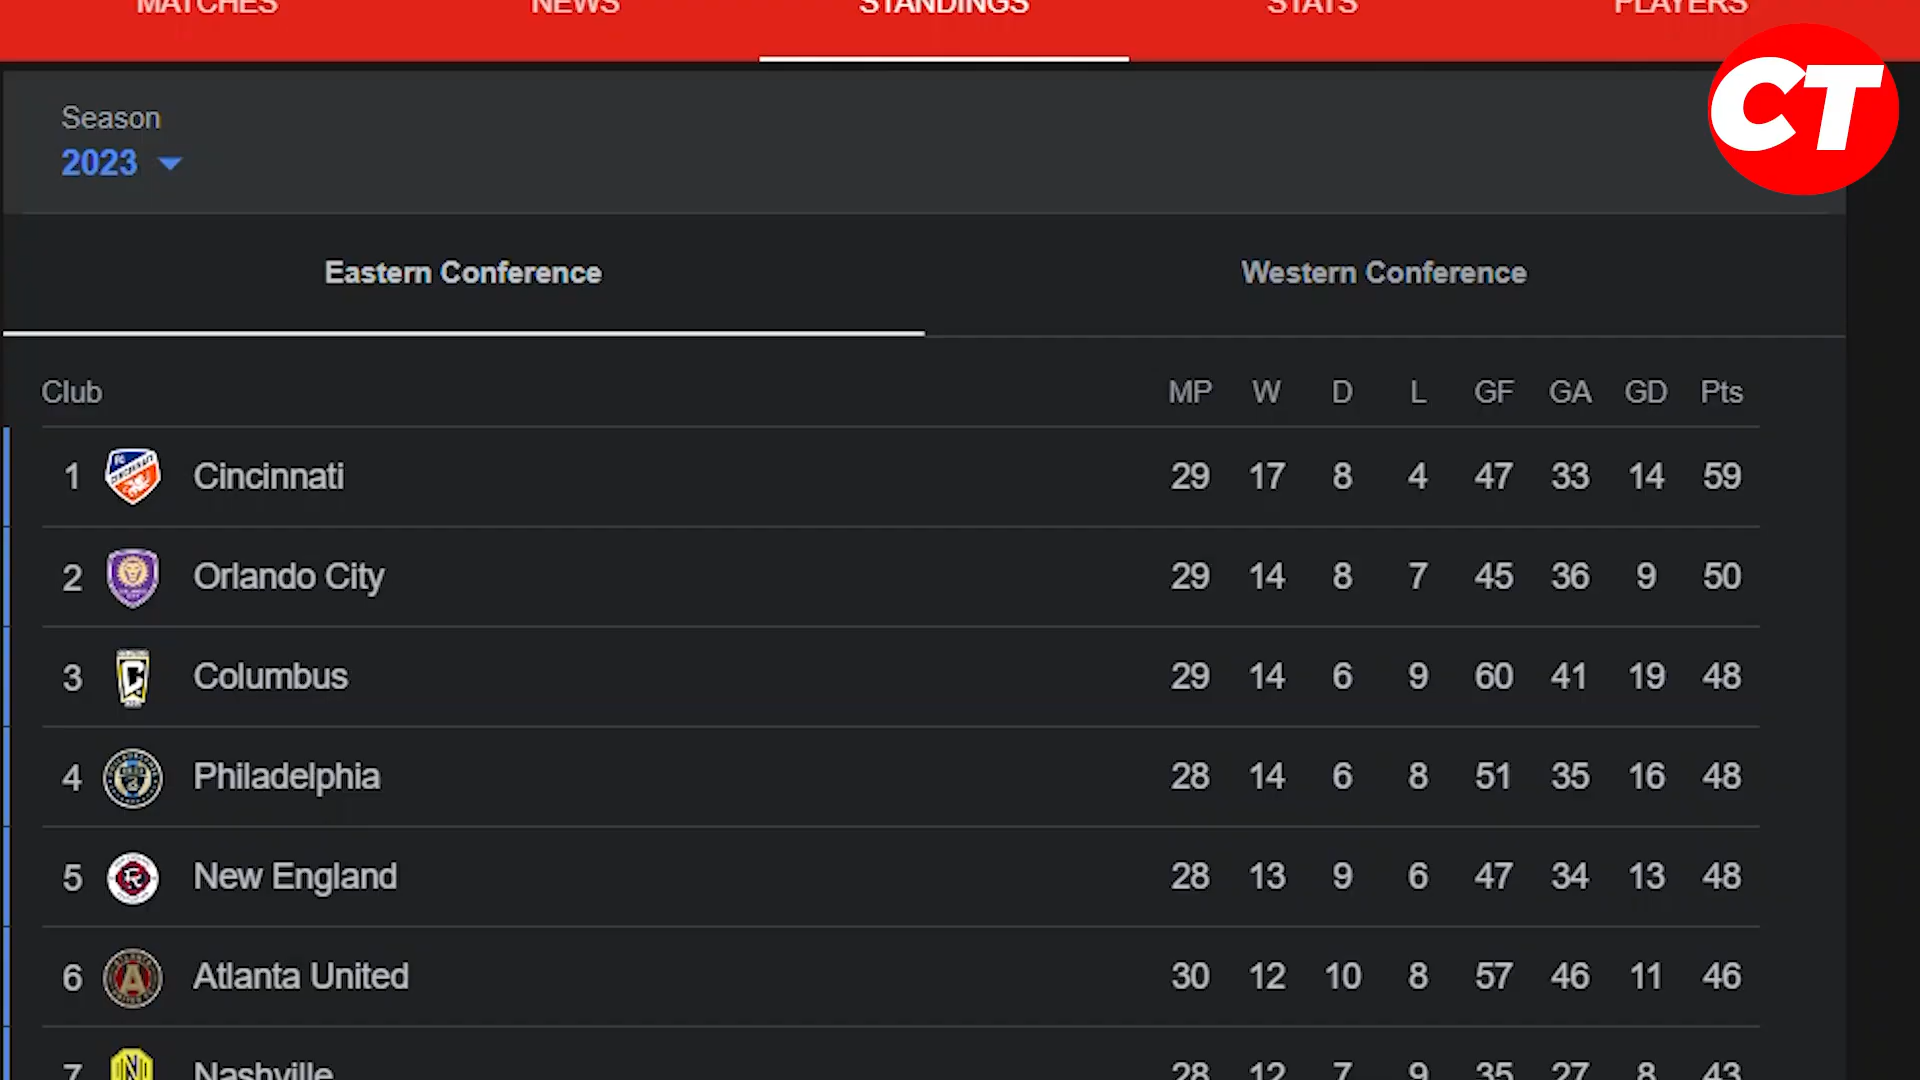 MATCHES NEWS STANDINGS STATS PLAYERS
CT
Season
2023
Eastern Conference Western Conference
Club MP W D L GF GA GD Pts
1 Cincinnati 29 17 8 4 47 33 14 59
2 Orlando City 29 14 8 7 45 36 9 50
3 Columbus 29 14 6 9 60 41 19 48
4 Philadelphia 28 14 6 8 51 35 16 48
5 New England 28 13 9 6 47 34 13 48
6 Atlanta United 30 12 10 8 57 46 11 46
7 Nashville 28 12 7 9 35 27 8 43